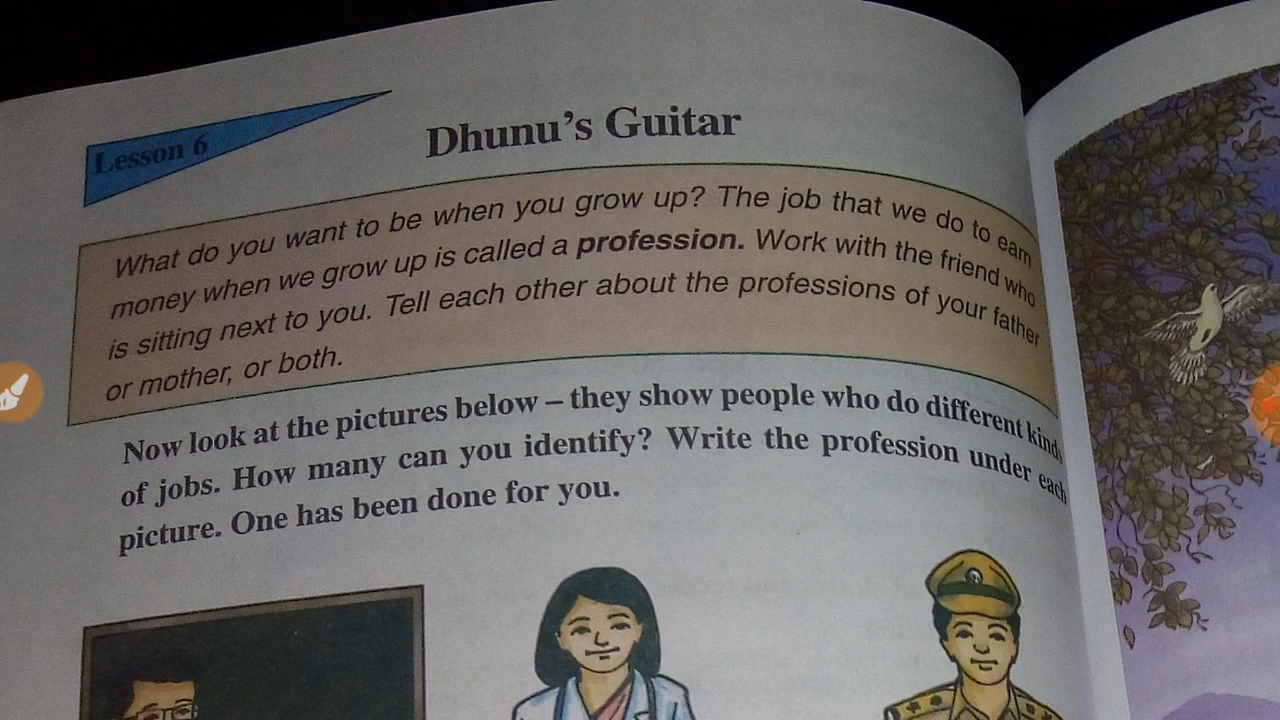 Lesson 6
Dhunu's Guitar
What do you want to be when you grow up? The job that we do to earn
money when we grow up is called a profession. Work with the friend who
is sitting next to you. Tell each other about the professions of your father
or mother, or both.
Now look at the pictures below – they show people who do different kinds
of jobs. How many can you identify? Write the profession under each
picture. One has been done for you.